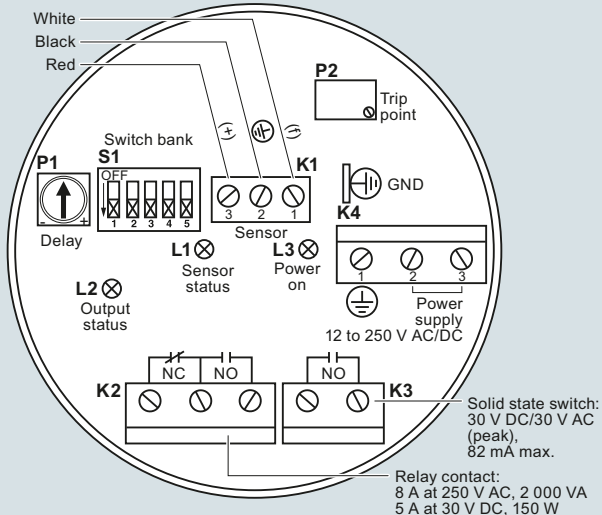 White
Black
Red
P2
Trip
point
Switch bank
S1
OFF
1 2 3 4 5
P1
- +
Delay
(+)
(f)
K1
3 2 1
Sensor
GND
K4
1 2 3
Power
supply
12 to 250 V AC/DC
L1
Sensor
status
L3
Power
on
L2
Output
status
NC NO
K2
NO
K3
Solid state switch:
30 V DC/30 V AC
(peak),
82 mA max.
Relay contact:
8 A at 250 V AC, 2 000 VA
5 A at 30 V DC, 150 W